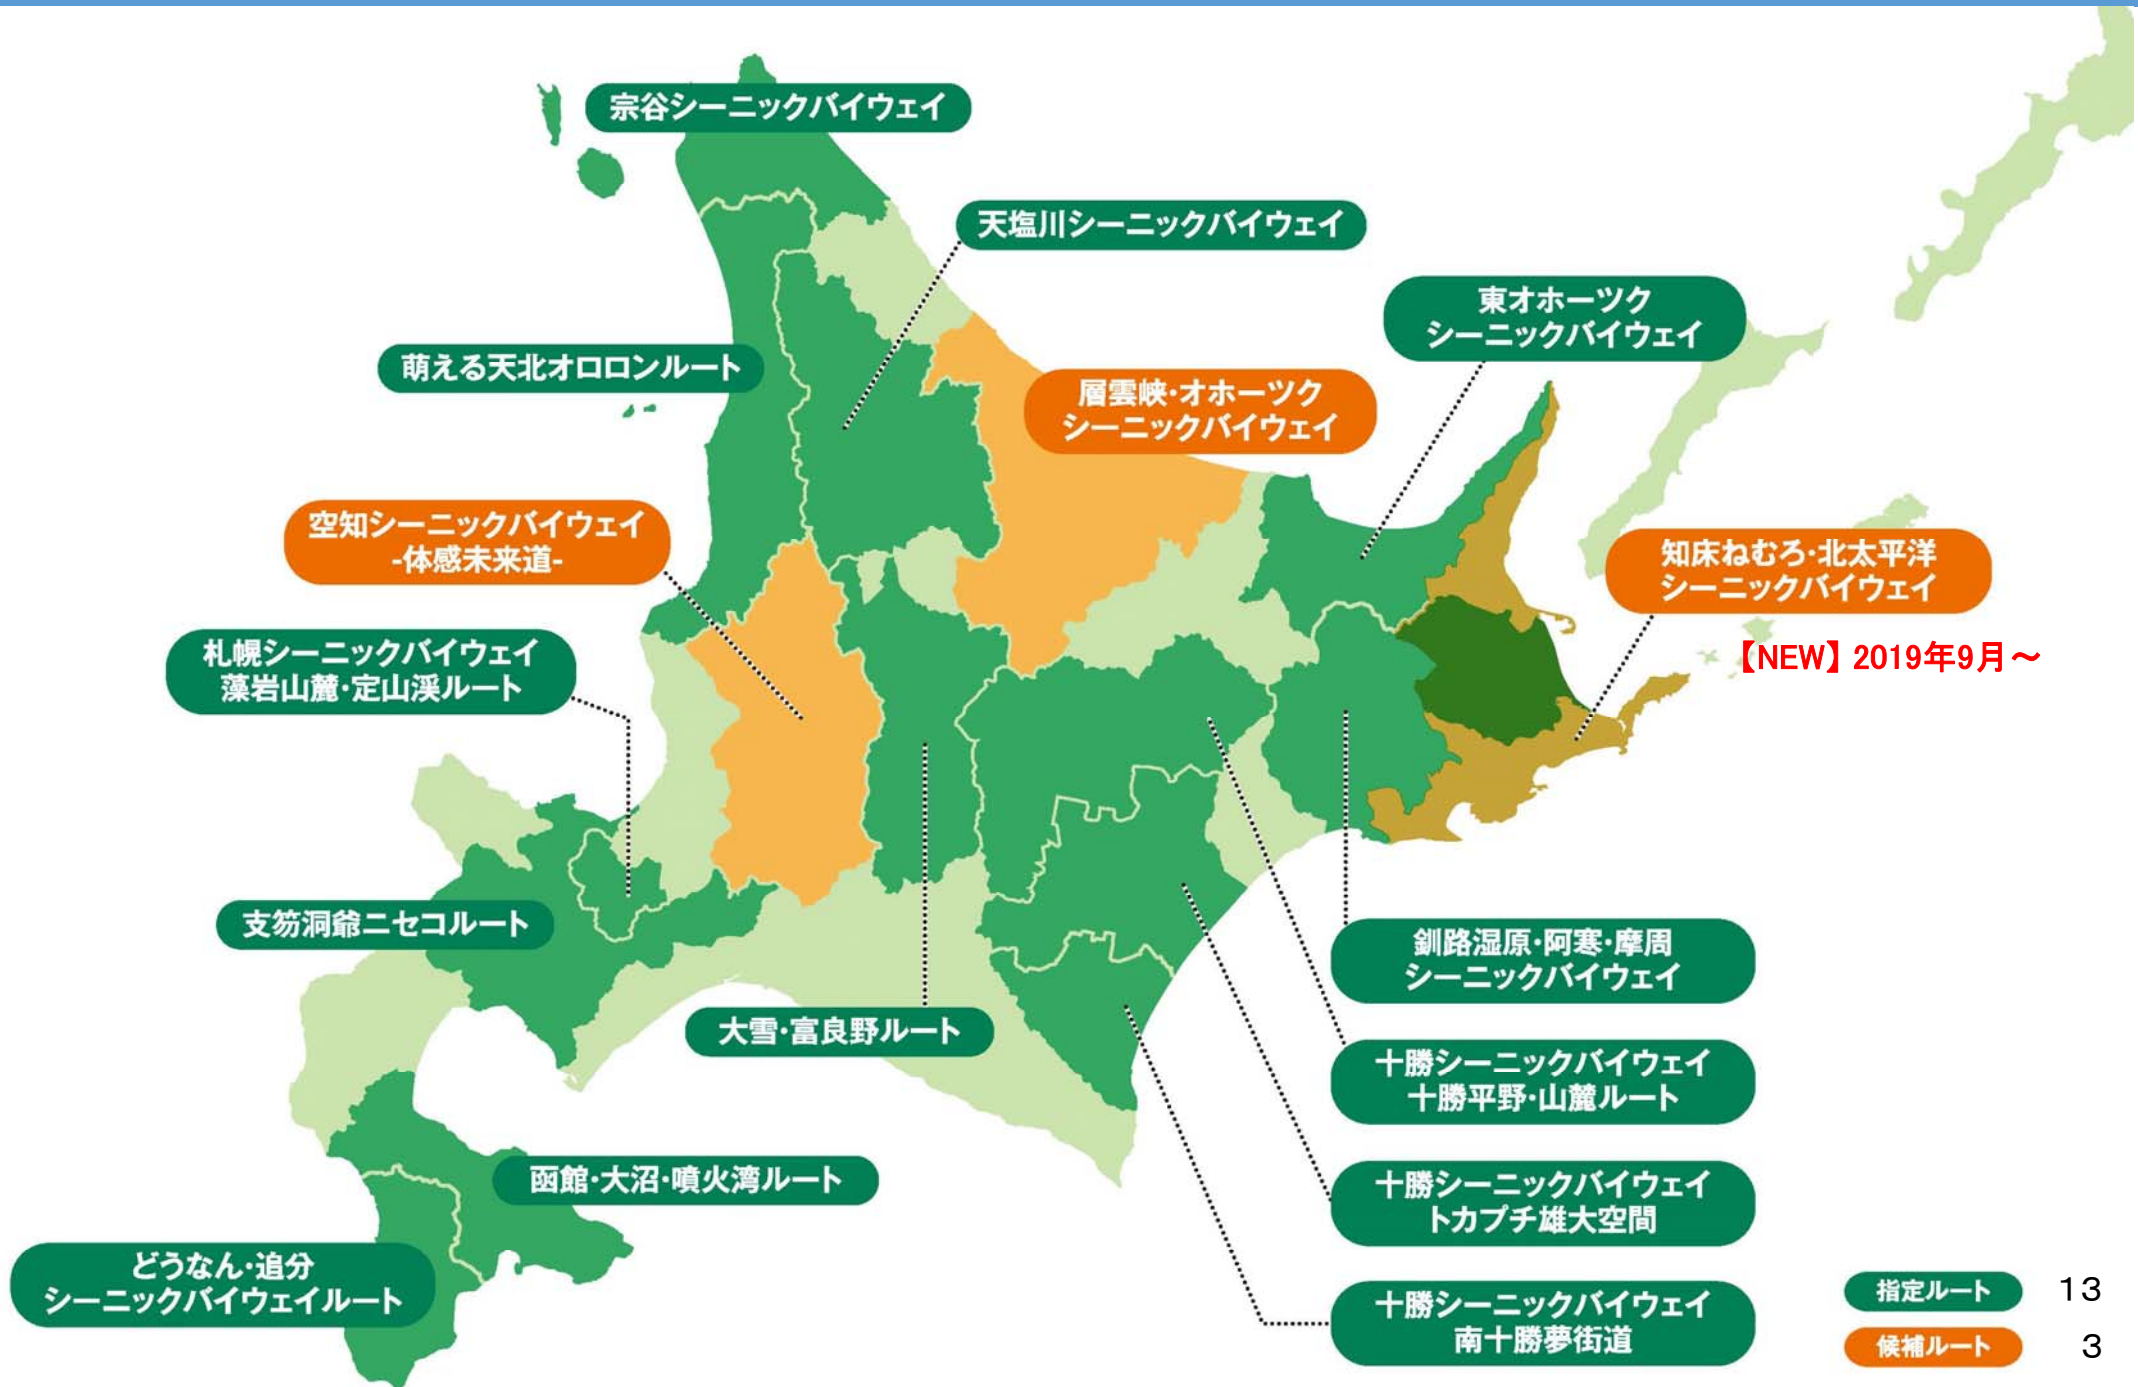 宗谷シーニックバイウェイ
天塩川シーニックバイウェイ
東オホーツク
シーニックバイウェイ
萌える天北オロロンルート
層雲峡・オホーツク
シーニックバイウェイ
空知シーニックバイウェイ
-体感未来道-
知床ねむろ・北太平洋
シーニックバイウェイ
【NEW】2019年9月～
札幌シーニックバイウェイ
藻岩山麓・定山渓ルート
支笏洞爺ニセコルート
釧路湿原・阿寒・摩周
シーニックバイウェイ
大雪・富良野ルート
十勝シーニックバイウェイ
十勝平野・山麓ルート
函館・大沼・噴火湾ルート
十勝シーニックバイウェイ
トカプチ雄大空間
どうなん・追分
シーニックバイウェイルート
十勝シーニックバイウェイ
南十勝夢街道
指定ルート 13
候補ルート 3